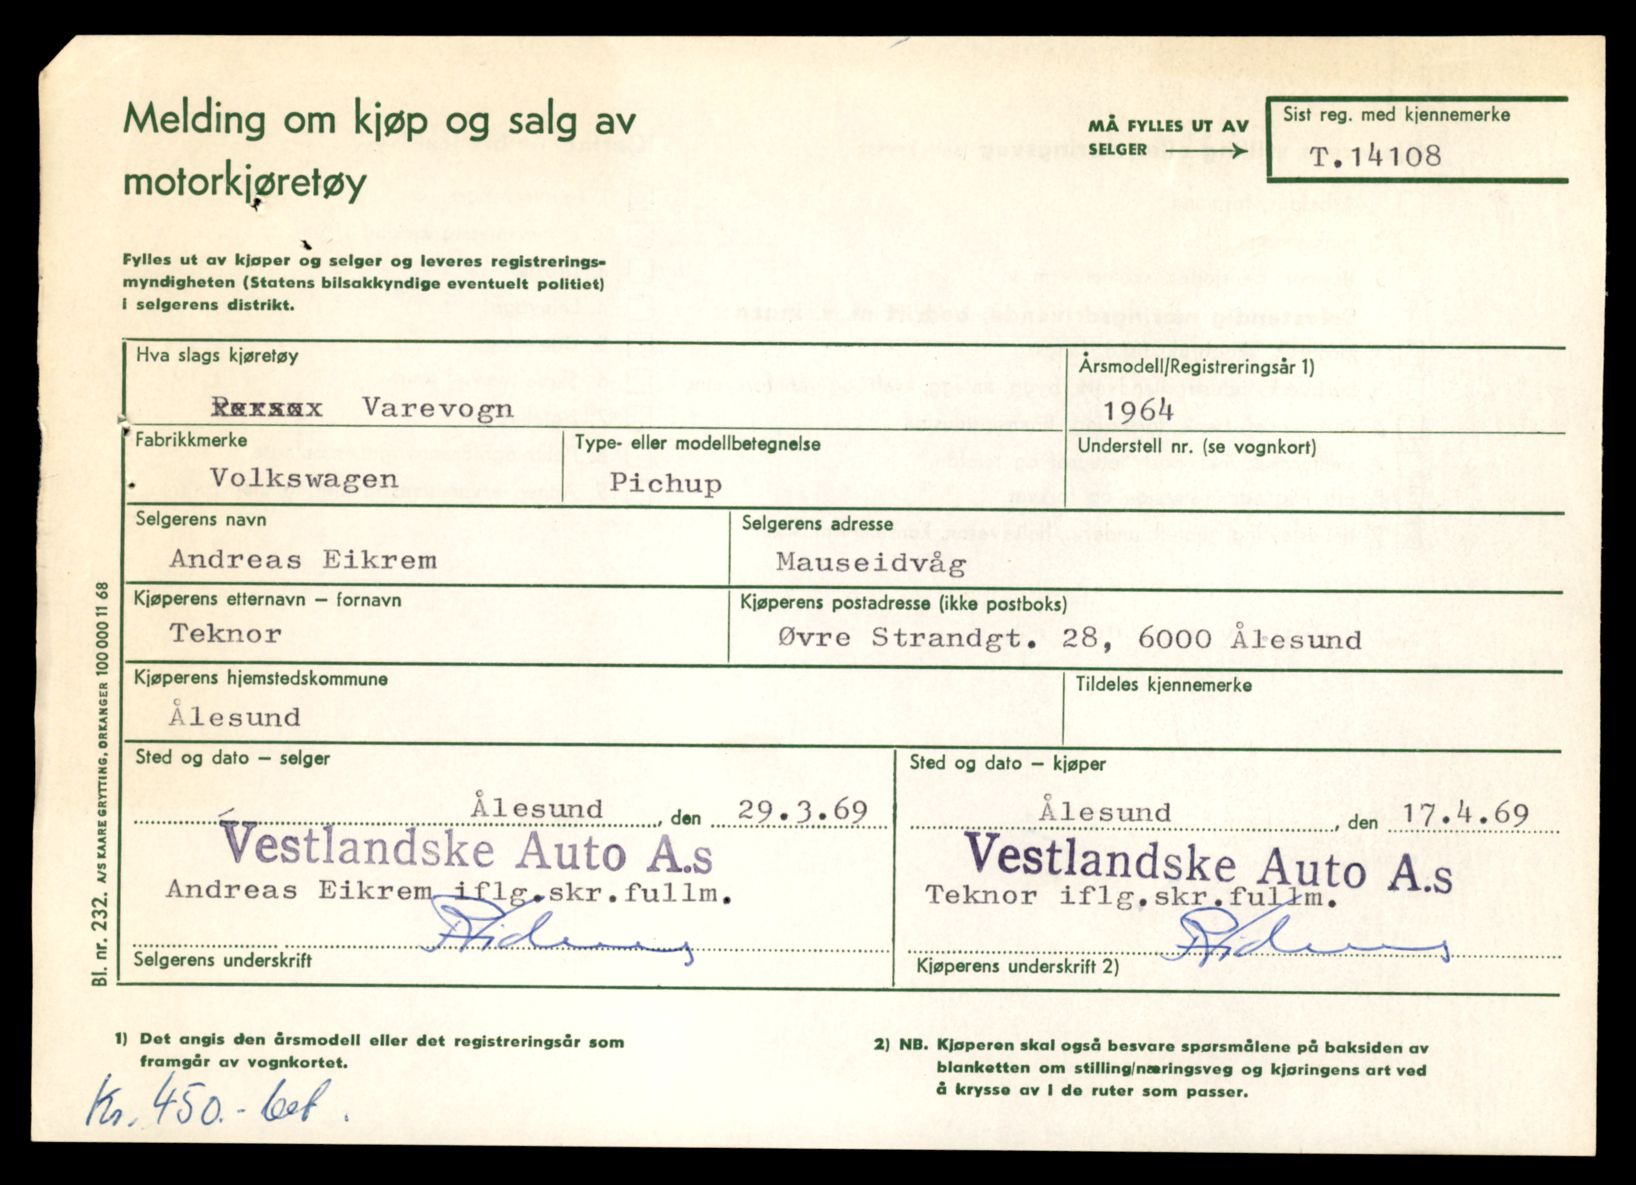 Melding om kjøp og salg av
motorkjøretøy
MÅ FYLLES UT AV
SELGER
Sist reg. med kjennemerke
T.14108
Fylles ut av kjøper og selger og leveres registrerings-
myndigheten (Statens bilsakkyndige eventuelt politiet)
i selgerens distrikt.
Hva slags kjøretøy
Varevogn
Årsmodell/Registreringsår 1)
1964
Fabrikkmerke
Volkswagen
Type- eller modellbetegnelse
Pichup
Understell nr. (se vognkort)
Selgerens navn
Andreas Eikrem
Selgerens adresse
Mauseidvåg
Kjøperens etternavn – fornavn
Teknor
Kjøperens postadresse (ikke postboks)
Øvre Strandgt. 28, 6000 Ålesund
Kjøperens hjemstedskommune
Ålesund
Tildeles kjennemerke
Sted og dato – selger
Ålesund, den 29.3.69
Vestlandske Auto A.s
Andreas Eikrem iflg.skr.fullm.
Selgerens underskrift
Sted og dato – kjøper
Ålesund, den 17.4.69
Vestlandske Auto A.s
Teknor iflg.skr.fullm.
Kjøperens underskrift 2)
Bl. nr. 232. A/S KAARE GRYTTING, ORKANGER 100 000 11 68
1) Det angis den årsmodell eller det registreringsår som
framgår av vognkortet.
2) NB. Kjøperen skal også besvare spørsmålene på baksiden av
blanketten om stilling/næringsveg og kjøringens art ved
å krysse av i de ruter som passer.
Kr. 450.- bet.